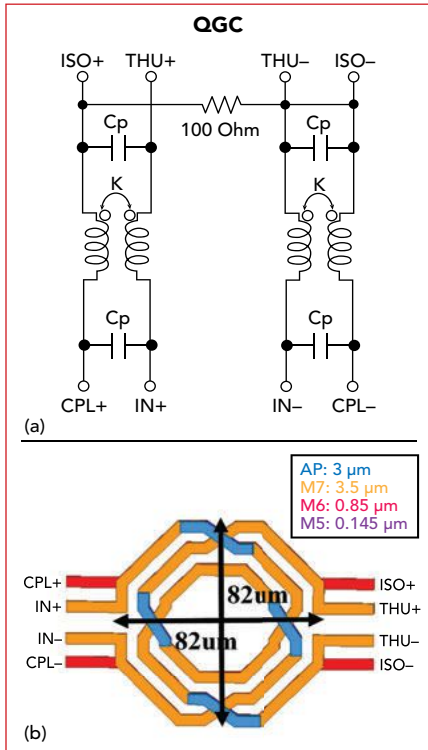 QGC
ISO+ THU+ THU– ISO–
Cp 100 Ohm Cp
K K
Cp Cp
CPL+ IN+ IN– CPL–
(a)
AP: 3 µm
M7: 3.5 µm
M6: 0.85 µm
M5: 0.145 µm
CPL+ ISO+
IN+ 82um THU+
IN– 82um THU–
CPL– ISO–
(b)